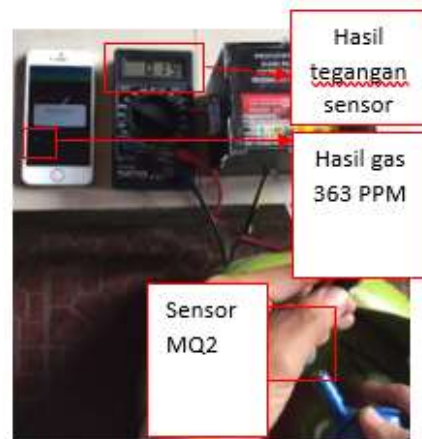 Hasil
tegangan
sensor
Hasil gas
363 PPM
Sensor
MQ2